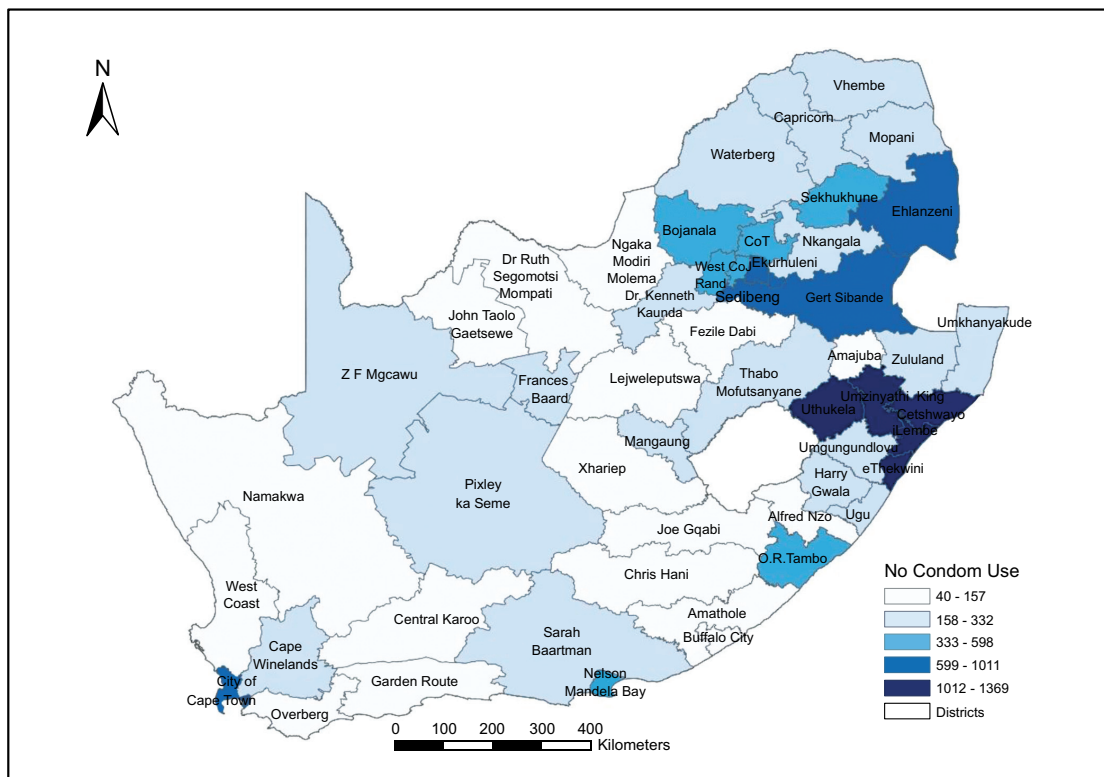 N
Vhembe
Capricorn
Mopani
Waterberg
Sekhukhune
Ehlanzeni
Bojanala
CoT
Nkangala
Ngaka
Modiri
Molema
Dr Ruth
Segomotsi
Mompati
West CoJ
Rand
Ekurhuleni
Dr. Kenneth
Kaunda
Sedibeng
Gert Sibande
John Taolo
Gaetsewe
Fezile Dabi
Umkhanyakude
Amajuba
Zululand
Z F Mgcawu
Frances
Baard
Lejweleputswa
Thabo
Mofutsanyane
Umzinyathi
King
Cetshwayo
Uthukela
iLembe
Mangaung
Umgungundlovu
Xhariep
eThekwini
Harry
Gwala
Pixley
ka Seme
Namakwa
Ugu
Alfred Nzo
Joe Gqabi
O.R.Tambo
Chris Hani
West
Coast
Amathole
Central Karoo
Buffalo City
Sarah
Baartman
Cape
Winelands
Nelson
Mandela Bay
Garden Route
City of
Cape Town
Overberg
No Condom Use
40 - 157
158 - 332
333 - 598
599 - 1011
1012 - 1369
Districts
0 100 200 300 400
Kilometers